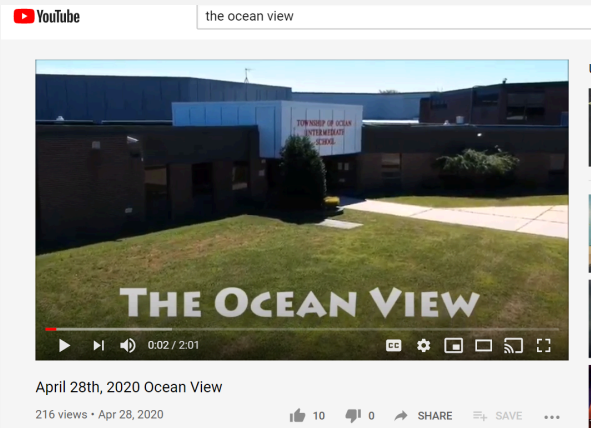 YouTube
the ocean view
TOWNSHIP OF OCEAN
INTERMEDIATE
SCHOOL
THE OCEAN VIEW
0:02 / 2:01
CC
April 28th, 2020 Ocean View
216 views • Apr 28, 2020
10
0
SHARE
SAVE